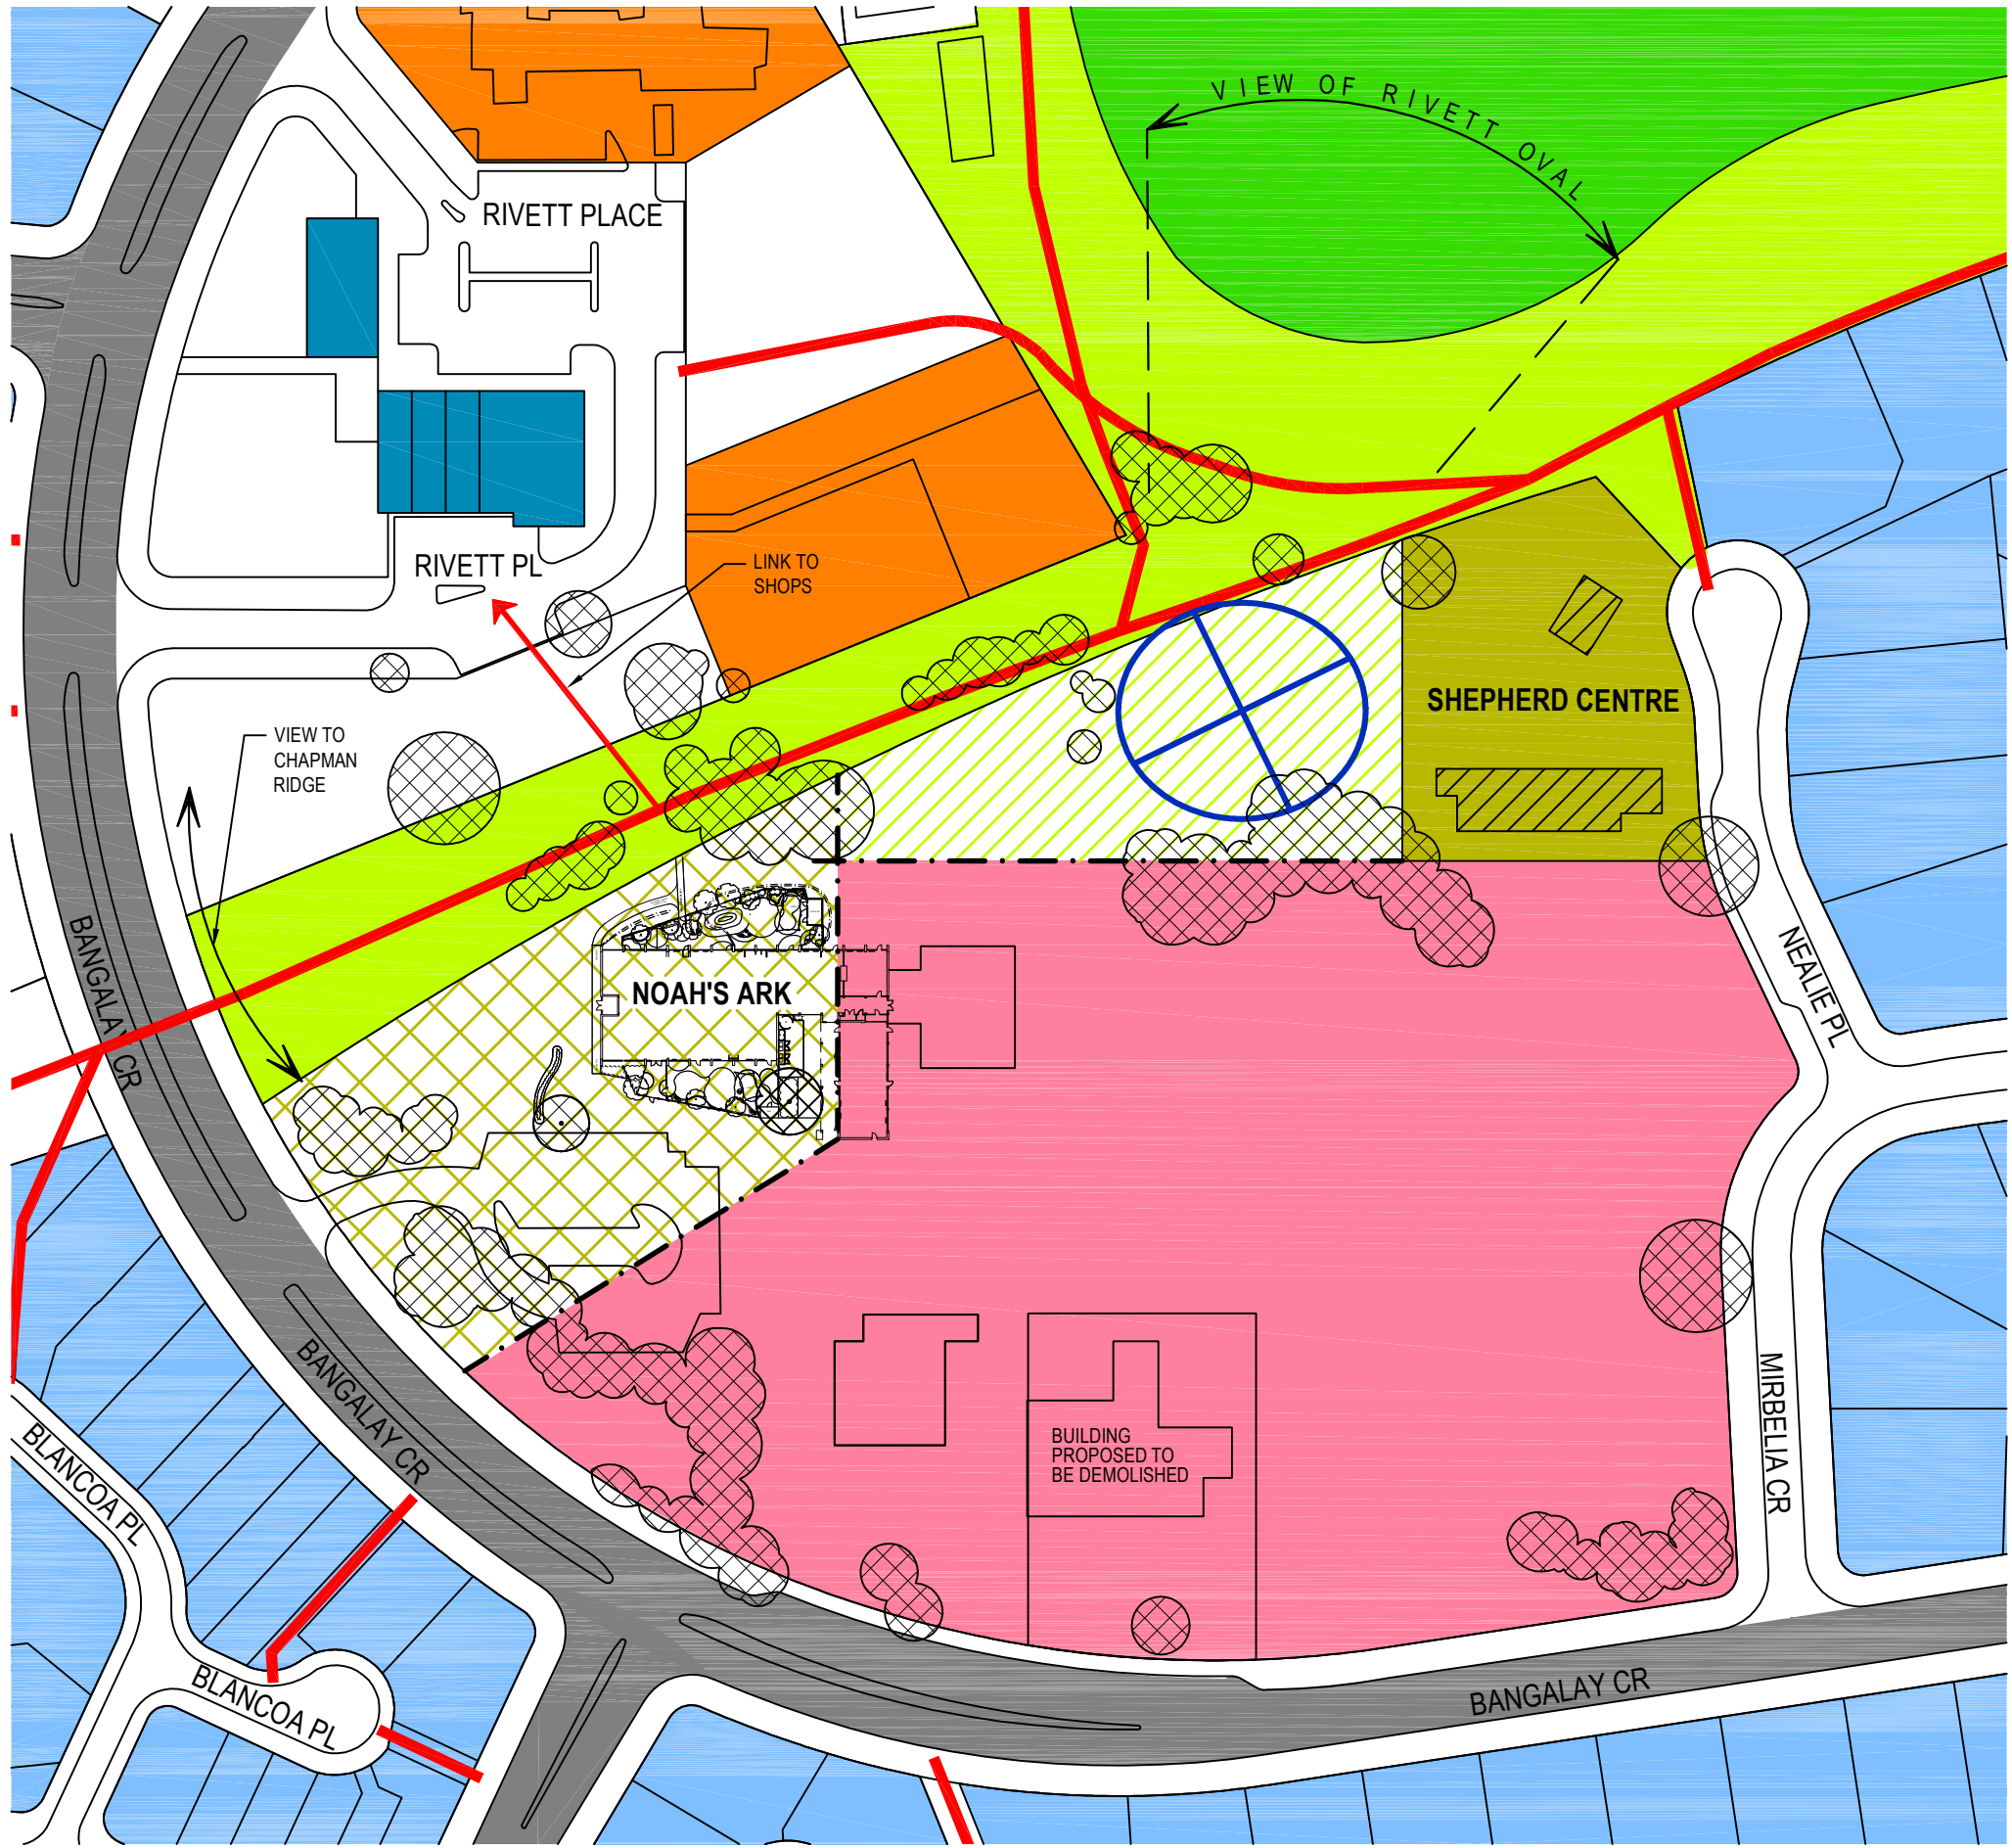 VIEW OF RIVETT OVAL
RIVETT PLACE
LINK TO
SHOPS
RIVETT PL
SHEPHERD CENTRE
VIEW TO
CHAPMAN
RIDGE
NOAH'S ARK
BANGALAY CR
NEALIE PL
BANGALAY CR
MIRBELIA CR
BUILDING
PROPOSED TO
BE DEMOLISHED
BLANCOA PL
BLANCOA PL
BANGALAY CR